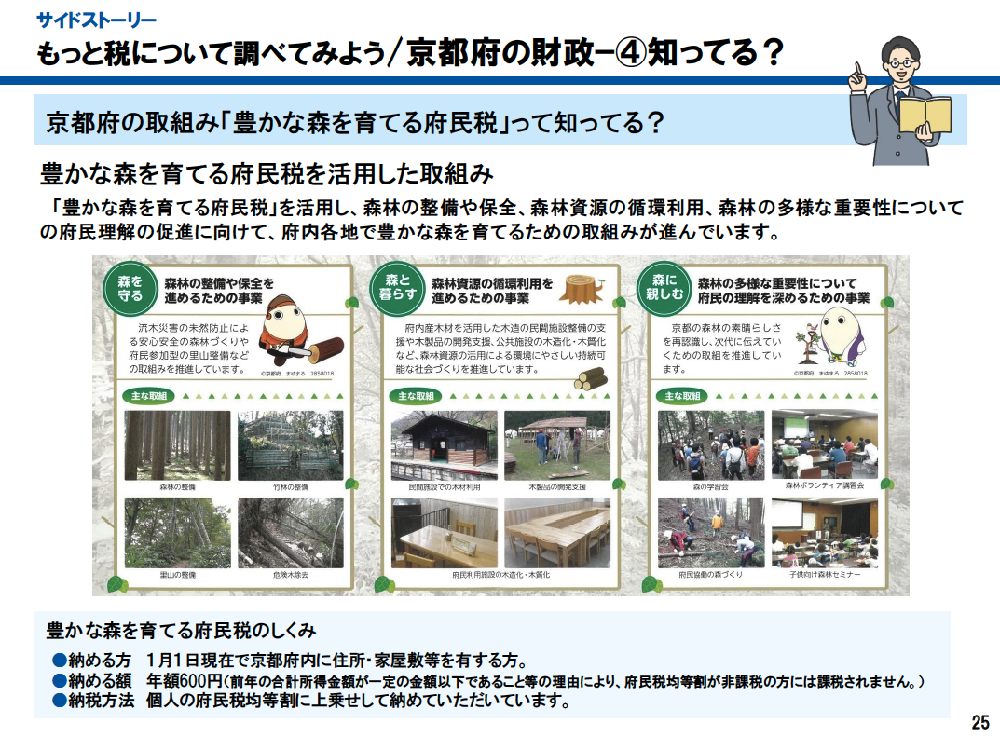 サイドストーリー
もっと税について調べてみよう/京都府の財政−④知ってる？
京都府の取組み「豊かな森を育てる府民税」って知ってる？
豊かな森を育てる府民税を活用した取組み
「豊かな森を育てる府民税」を活用し、森林の整備や保全、森林資源の循環利用、森林の多様な重要性について
の府民理解の促進に向けて、府内各地で豊かな森を育てるための取組みが進んでいます。
森を
守る
森林の整備や保全を
進めるための事業
流木災害の未然防止によ
る安心安全の森林づくりや
府民参加型の里山整備など
の取組みを推進しています。
©京都府 まゆまろ 2858018
主な取組
森林の整備
竹林の整備
里山の整備
危険木除去
森と
暮らす
森林資源の循環利用を
進めるための事業
府内産木材を活用した木造の民間施設整備の支
援や木製品の開発支援、公共施設の木造化・木質化
など、森林資源の活用による環境にやさしい持続可
能な社会づくりを推進しています。
主な取組
民間施設での木材利用
木製品の開発支援
府民利用施設の木造化・木質化
森に
親しむ
森林の多様な重要性について
府民の理解を深めるための事業
京都の森林の素晴らしさ
を再認識し、次代に伝えてい
くための取組を推進してい
ます。
©京都府 まゆまろ 2858018
主な取組
森の学習会
森林ボランティア講習会
府民協働の森づくり
子供向け森林セミナー
豊かな森を育てる府民税のしくみ
●納める方 1月1日現在で京都府内に住所・家屋敷等を有する方。
●納める額 年額600円(前年の合計所得金額が一定の金額以下であること等の理由により、府民税均等割が非課税の方には課税されません。)
●納税方法 個人の府民税均等割に上乗せして納めていただいています。
25